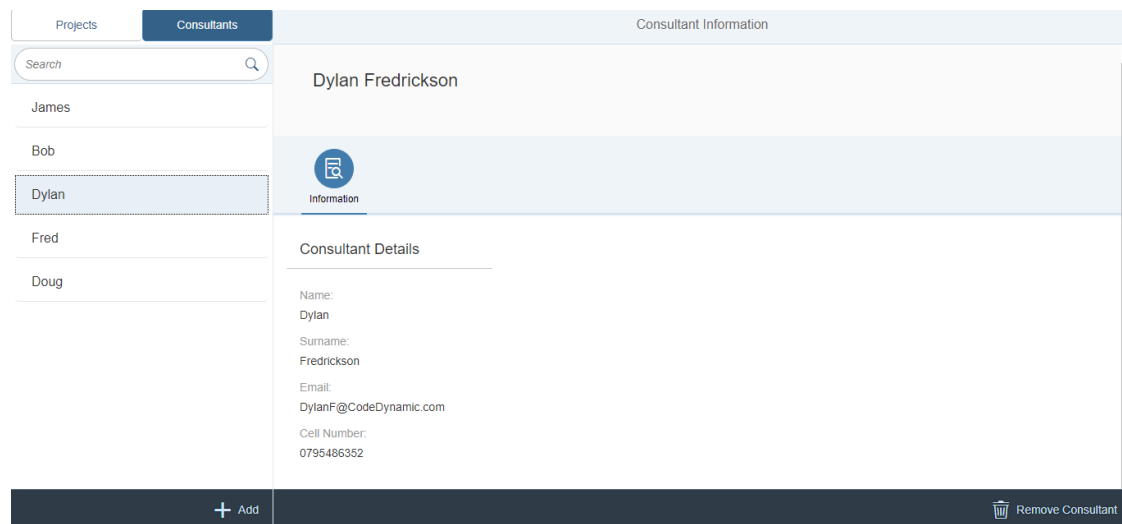 Projects
Consultants
Consultant Information
Search
James
Bob
Dylan
Fred
Doug
Add
Dylan Fredrickson
Information
Consultant Details
Name:
Dylan
Surname:
Fredrickson
Email:
DylanF@CodeDynamic.com
Cell Number:
0795486352
Remove Consultant